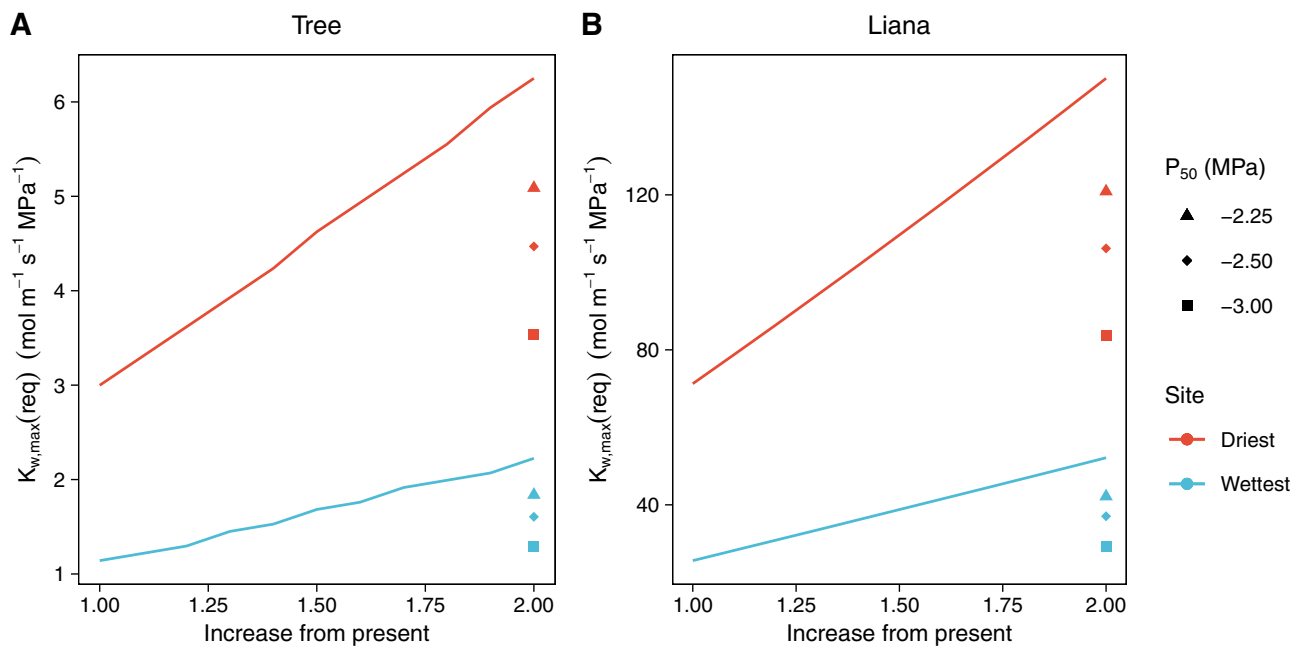 A
Tree
6
5
4
3
2
1
K_w,max(req) (mol m⁻¹ s⁻¹ MPa⁻¹)
1.00 1.25 1.50 1.75 2.00
Increase from present
B
Liana
120
80
40
K_w,max(req) (mol m⁻¹ s⁻¹ MPa⁻¹)
1.00 1.25 1.50 1.75 2.00
Increase from present
P₅₀ (MPa)
−2.25
−2.50
−3.00
Site
Driest
Wettest